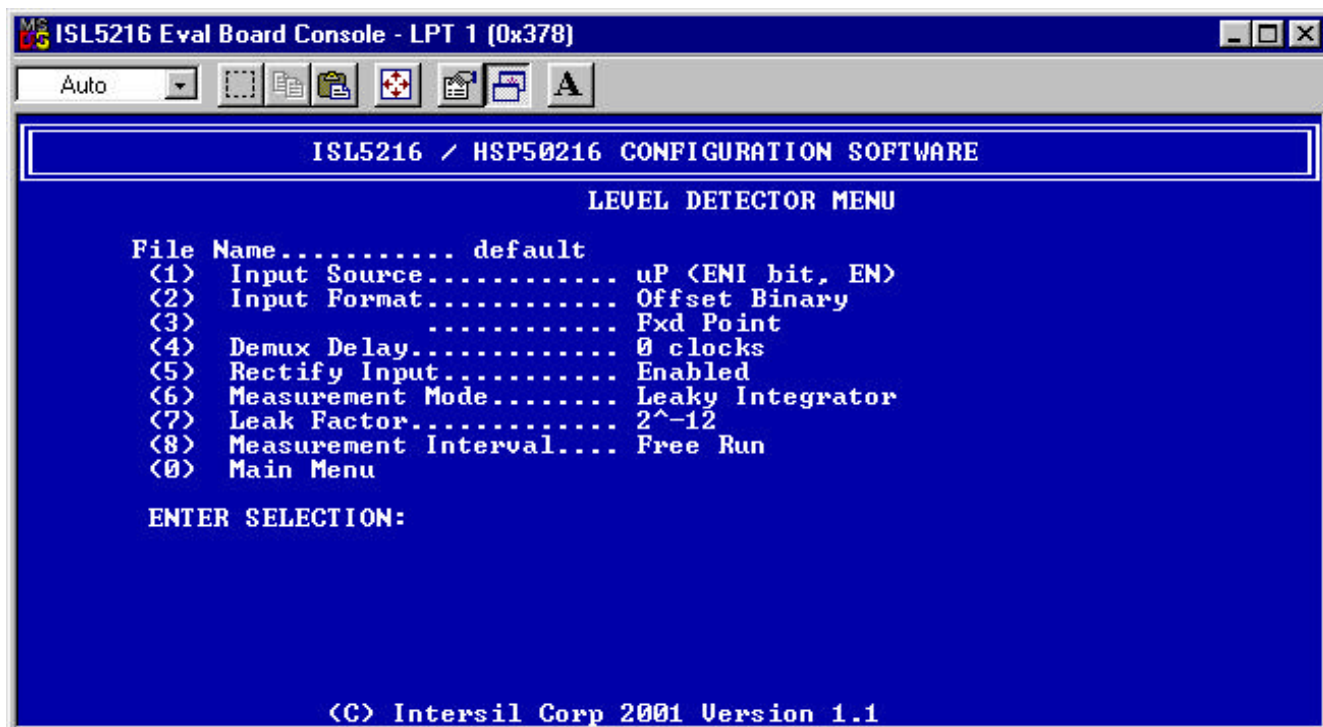 ISL5216 Eval Board Console - LPT 1 (0x378)
Auto
A
ISL5216 / HSP50216 CONFIGURATION SOFTWARE
LEVEL DETECTOR MENU
File Name........... default
(1) Input Source............. uP (ENI bit, EN)
(2) Input Format............. Offset Binary
(3) ............. Fxd Point
(4) Demux Delay.............. 0 clocks
(5) Rectify Input............ Enabled
(6) Measurement Mode......... Leaky Integrator
(7) Leak Factor.............. 2^-12
(8) Measurement Interval.... Free Run
(0) Main Menu
ENTER SELECTION:
(C) Intersil Corp 2001 Version 1.1